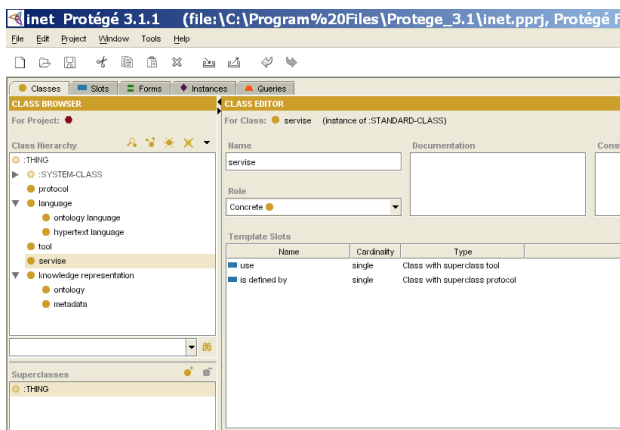 inet Protégé 3.1.1 (file:\C:\Program%20Files\Protege_3.1\inet.pprj, Protégé F
File Edit Project Window Tools Help
Classes Slots Forms Instances Queries
CLASS BROWSER
For Project:
Class Hierarchy
:THING
:SYSTEM-CLASS
protocol
language
ontology language
hypertext language
tool
servise
knowledge representation
ontology
metadata
Superclasses
:THING
CLASS EDITOR
For Class: servise (instance of :STANDARD-CLASS)
Name Documentation Const
servise
Role
Concrete
Template Slots
Name Cardinality Type
use single Class with superclass tool
is defined by single Class with superclass protocol